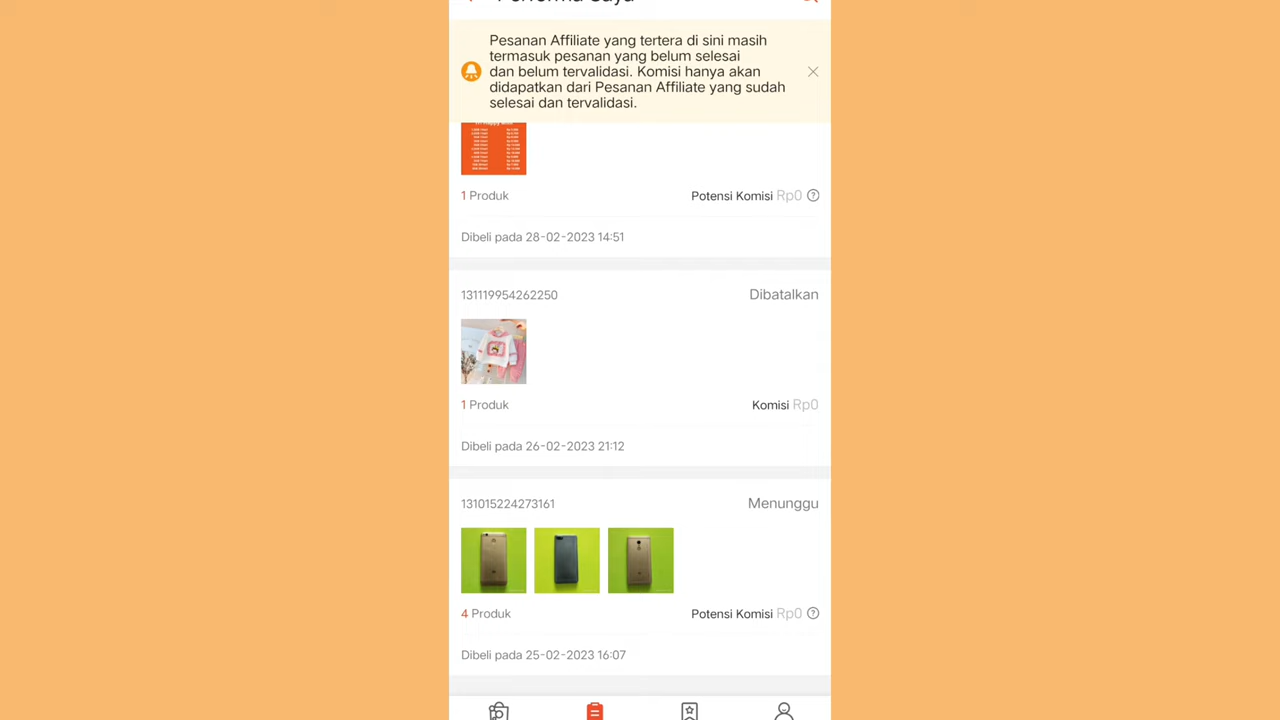 Performa Saya
Pesanan Affiliate yang tertera di sini masih
termasuk pesanan yang belum selesai
dan belum tervalidasi. Komisi hanya akan
didapatkan dari Pesanan Affiliate yang sudah
selesai dan tervalidasi.
1 Produk
Potensi Komisi Rp0
Dibeli pada 28-02-2023 14:51
131119954262250
Dibatalkan
1 Produk
Komisi Rp0
Dibeli pada 26-02-2023 21:12
131015224273161
Menunggu
4 Produk
Potensi Komisi Rp0
Dibeli pada 25-02-2023 16:07